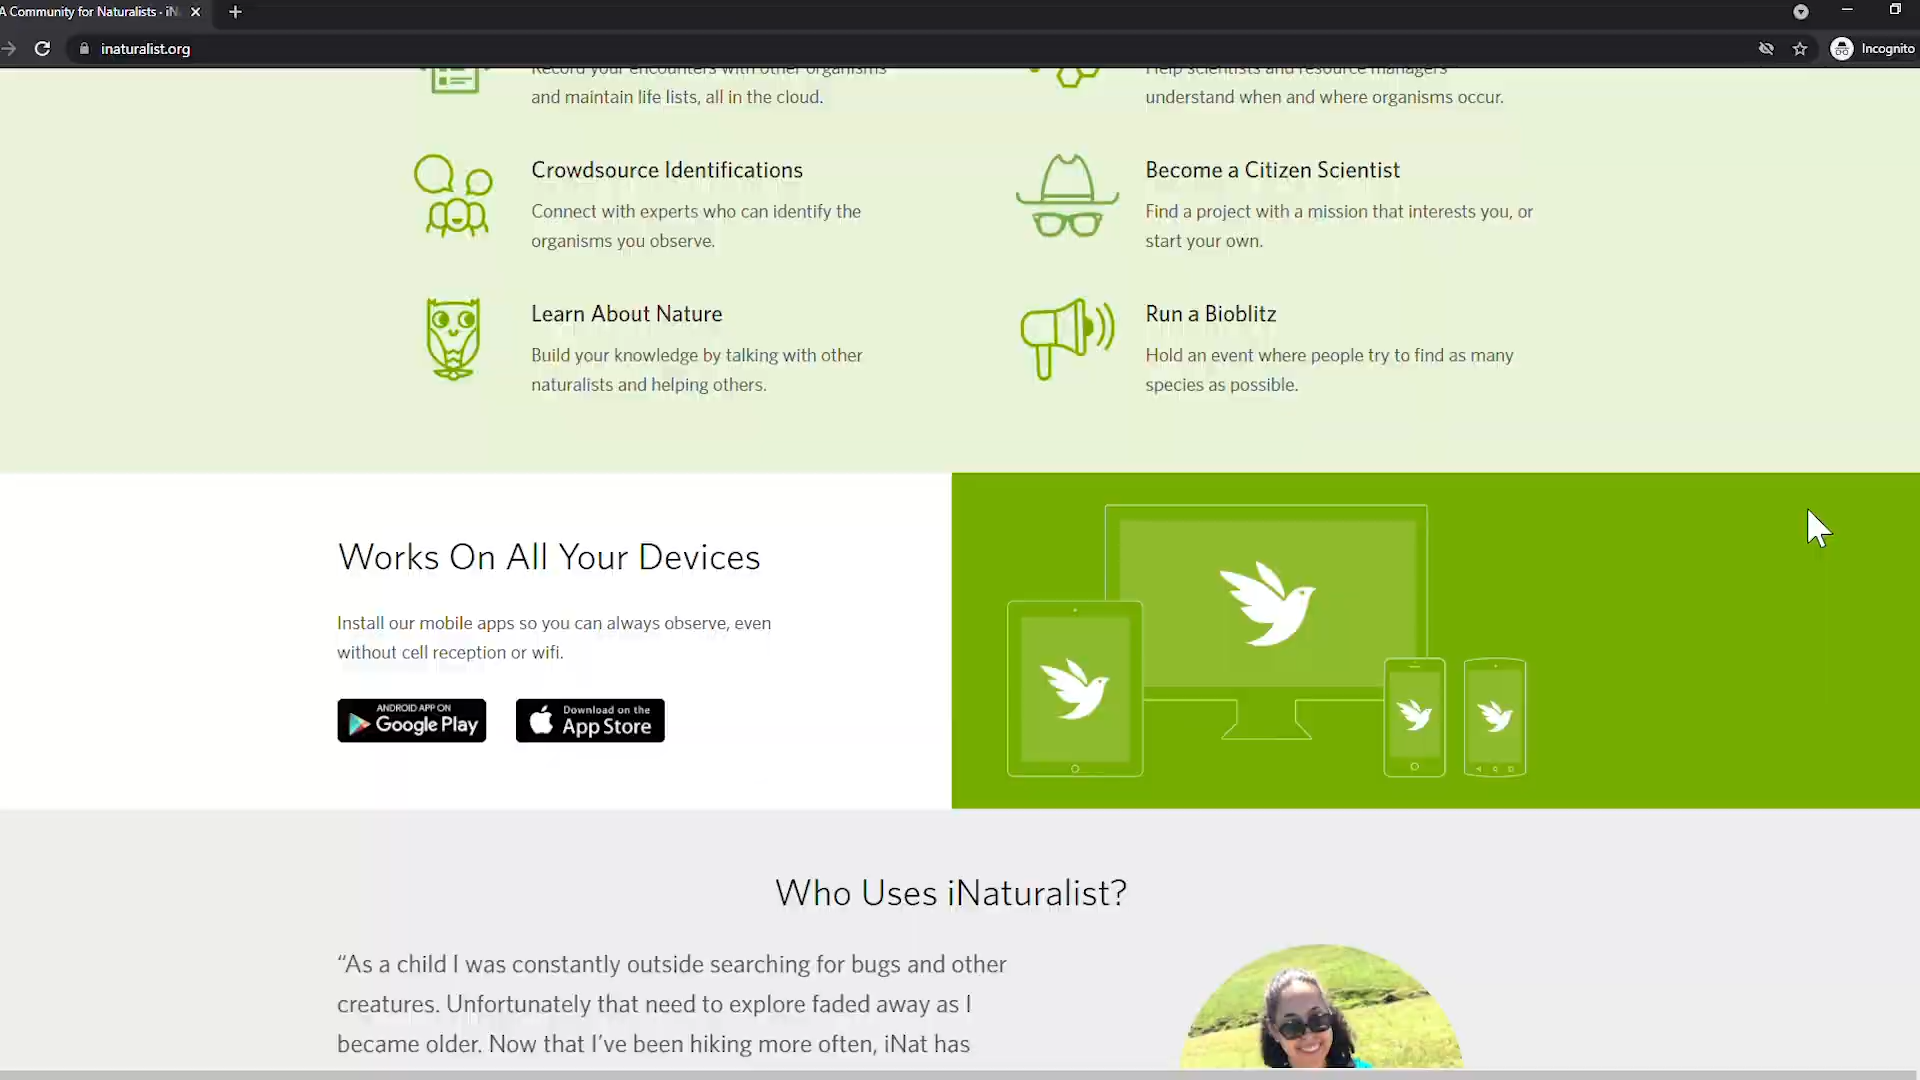 A Community for Naturalists · iN
inaturalist.org
Incognito
Record your encounters with other organisms
and maintain life lists, all in the cloud.
Help scientists and resource managers
understand when and where organisms occur.
Crowdsource Identifications
Connect with experts who can identify the
organisms you observe.
Become a Citizen Scientist
Find a project with a mission that interests you, or
start your own.
Learn About Nature
Build your knowledge by talking with other
naturalists and helping others.
Run a Bioblitz
Hold an event where people try to find as many
species as possible.
Works On All Your Devices
Install our mobile apps so you can always observe, even
without cell reception or wifi.
ANDROID APP ON
Google Play
Download on the
App Store
Who Uses iNaturalist?
“As a child I was constantly outside searching for bugs and other
creatures. Unfortunately that need to explore faded away as I
became older. Now that I’ve been hiking more often, iNat has